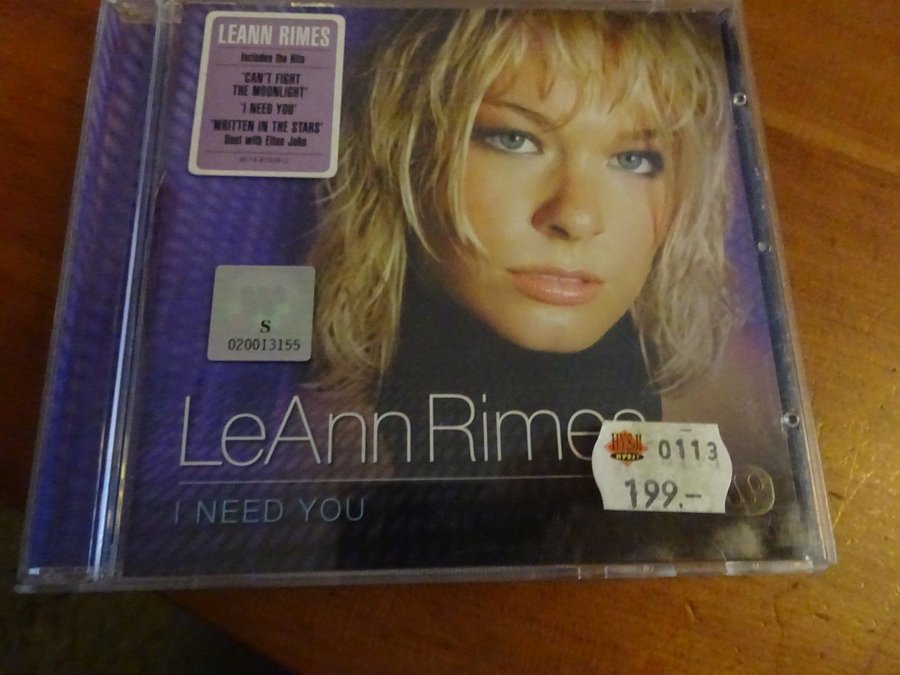 LEANN RIMES
Includes the Hits
'CAN'T FIGHT
THE MOONLIGHT'
'I NEED YOU'
'WRITTEN IN THE STARS'
Duet with Elton John
S
020013155
LeAnn Rimes
I NEED YOU
0113
199.-